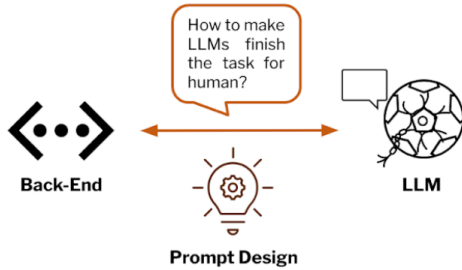 How to make
LLMs finish
the task for
human?
Back-End
LLM
Prompt Design